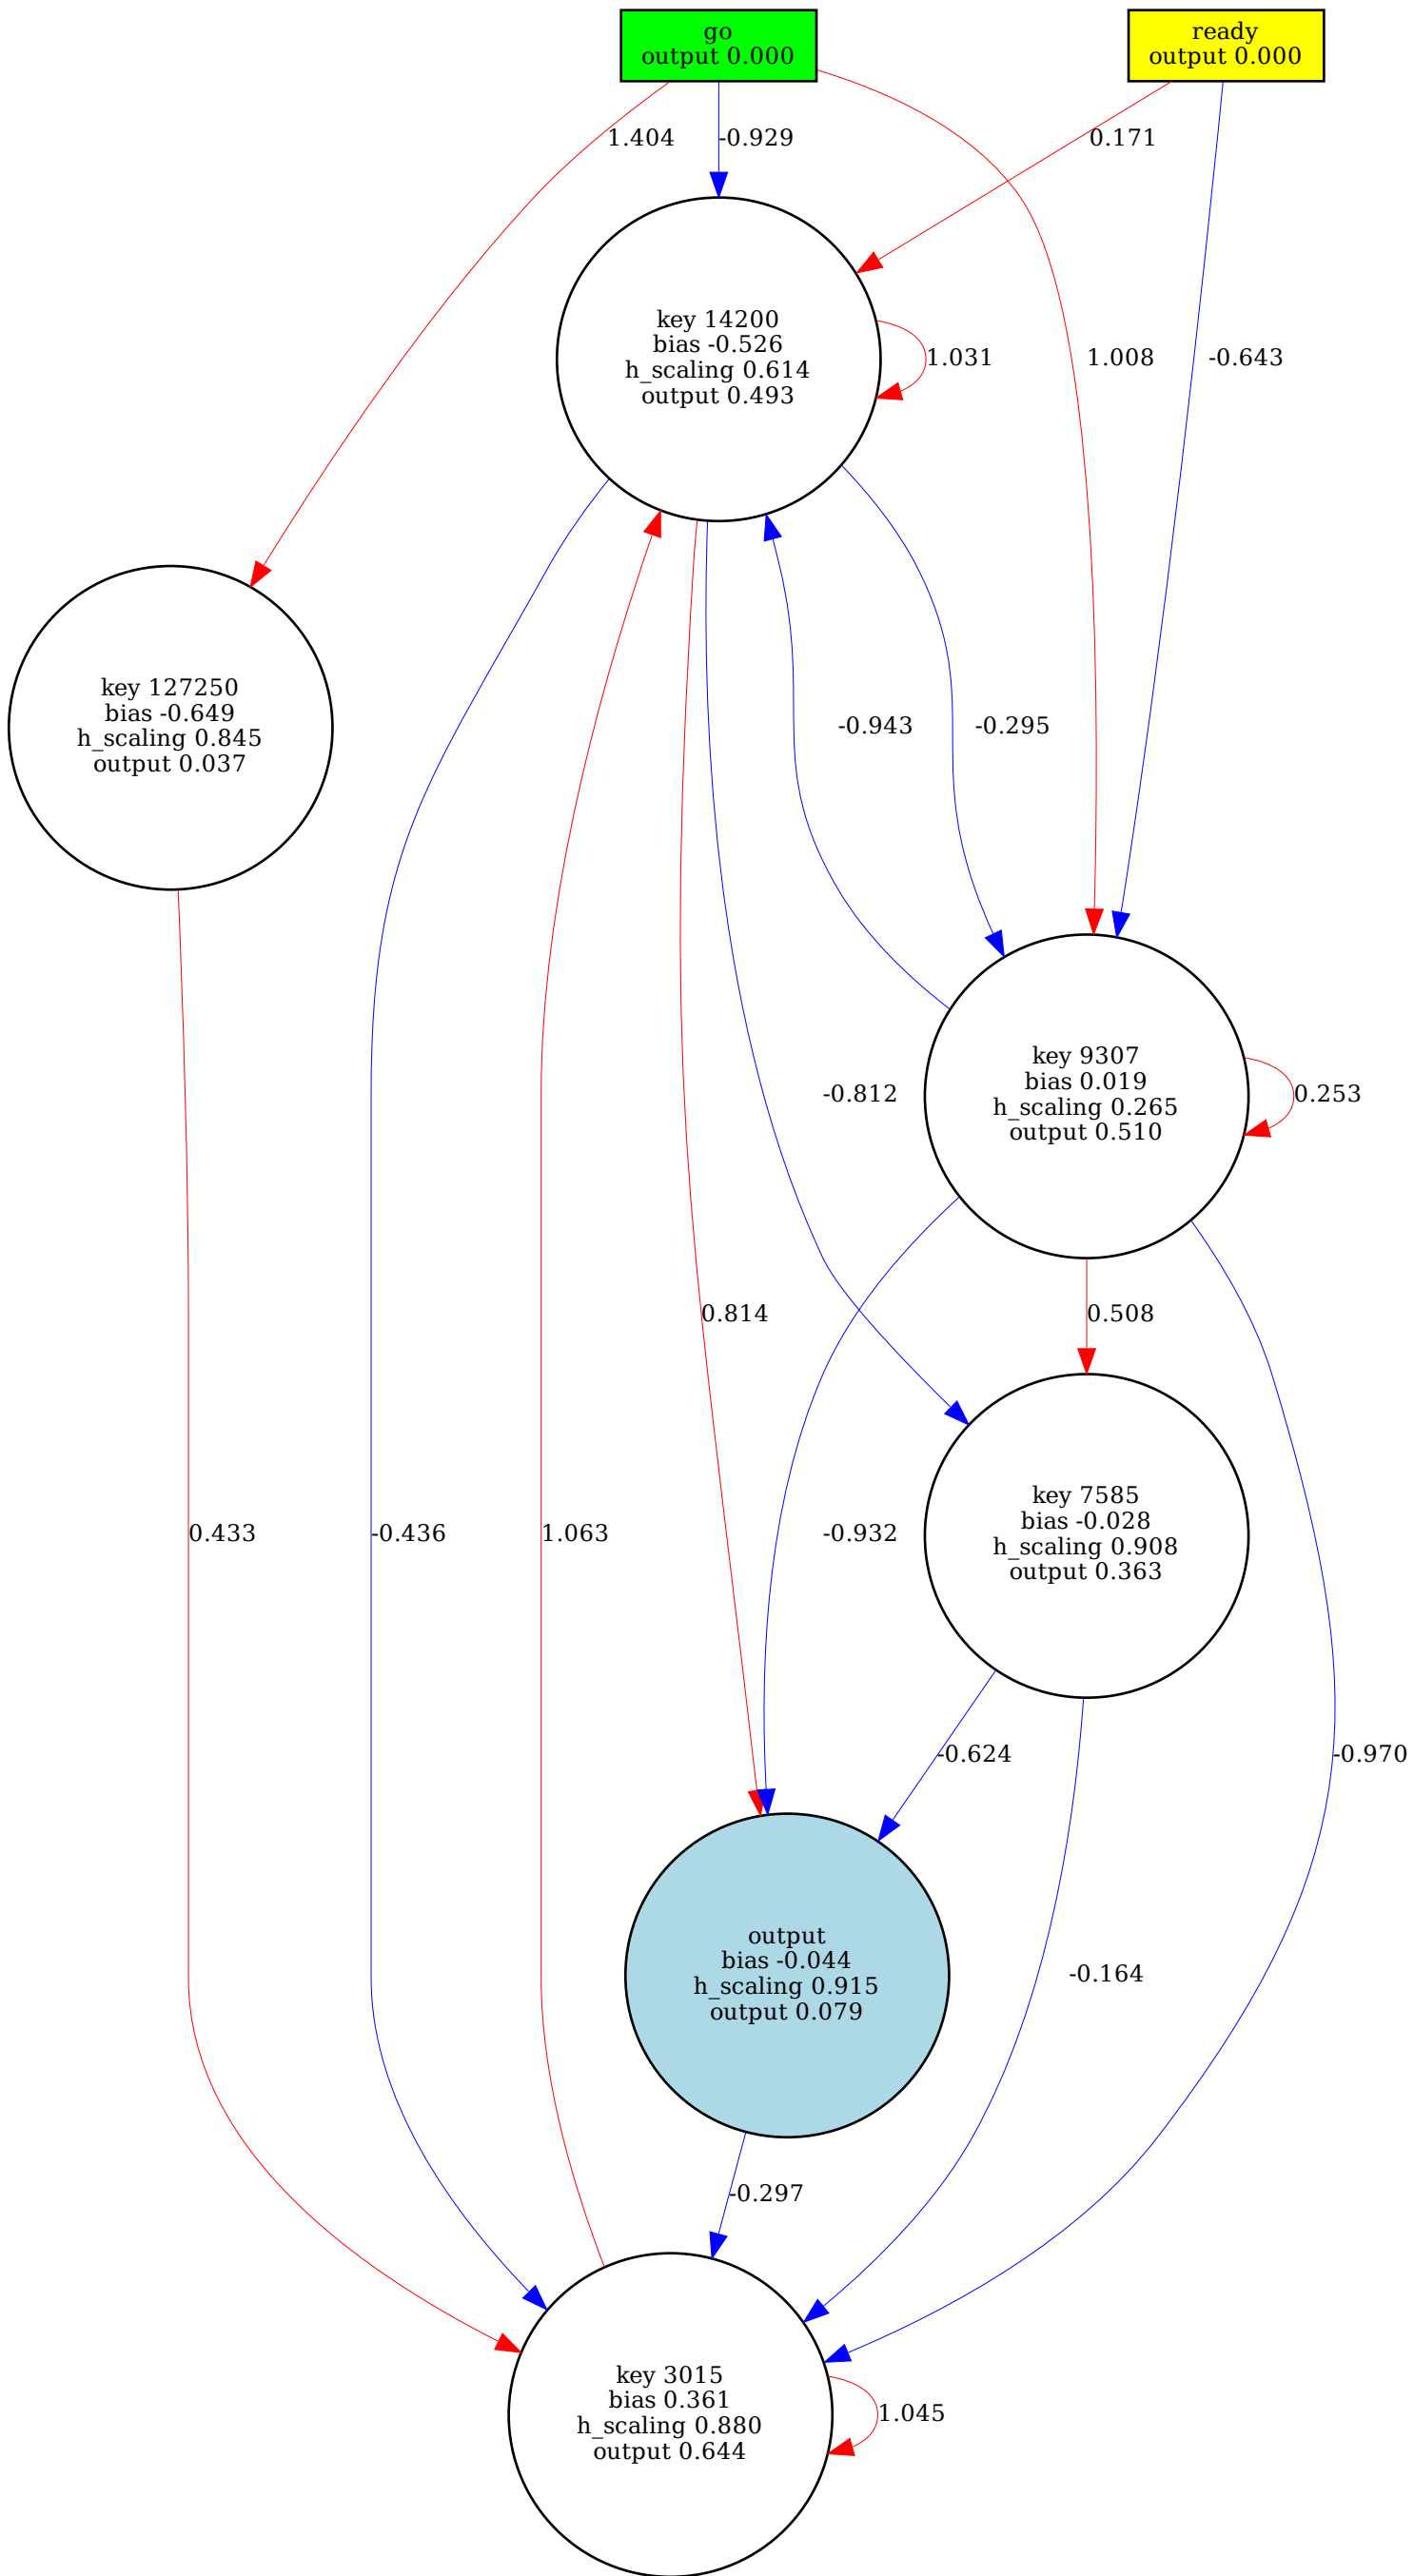 go
output 0.000
ready
output 0.000
1.404
-0.929
0.171
key 14200
bias -0.526
h_scaling 0.614
output 0.493
1.031
1.008
-0.643
key 127250
bias -0.649
h_scaling 0.845
output 0.037
-0.943
-0.295
key 9307
bias 0.019
h_scaling 0.265
output 0.510
-0.812
0.253
0.814
0.508
key 7585
bias -0.028
h_scaling 0.908
output 0.363
0.433
-0.436
1.063
-0.932
-0.624
-0.970
output
bias -0.044
h_scaling 0.915
output 0.079
-0.164
-0.297
key 3015
bias 0.361
h_scaling 0.880
output 0.644
1.045